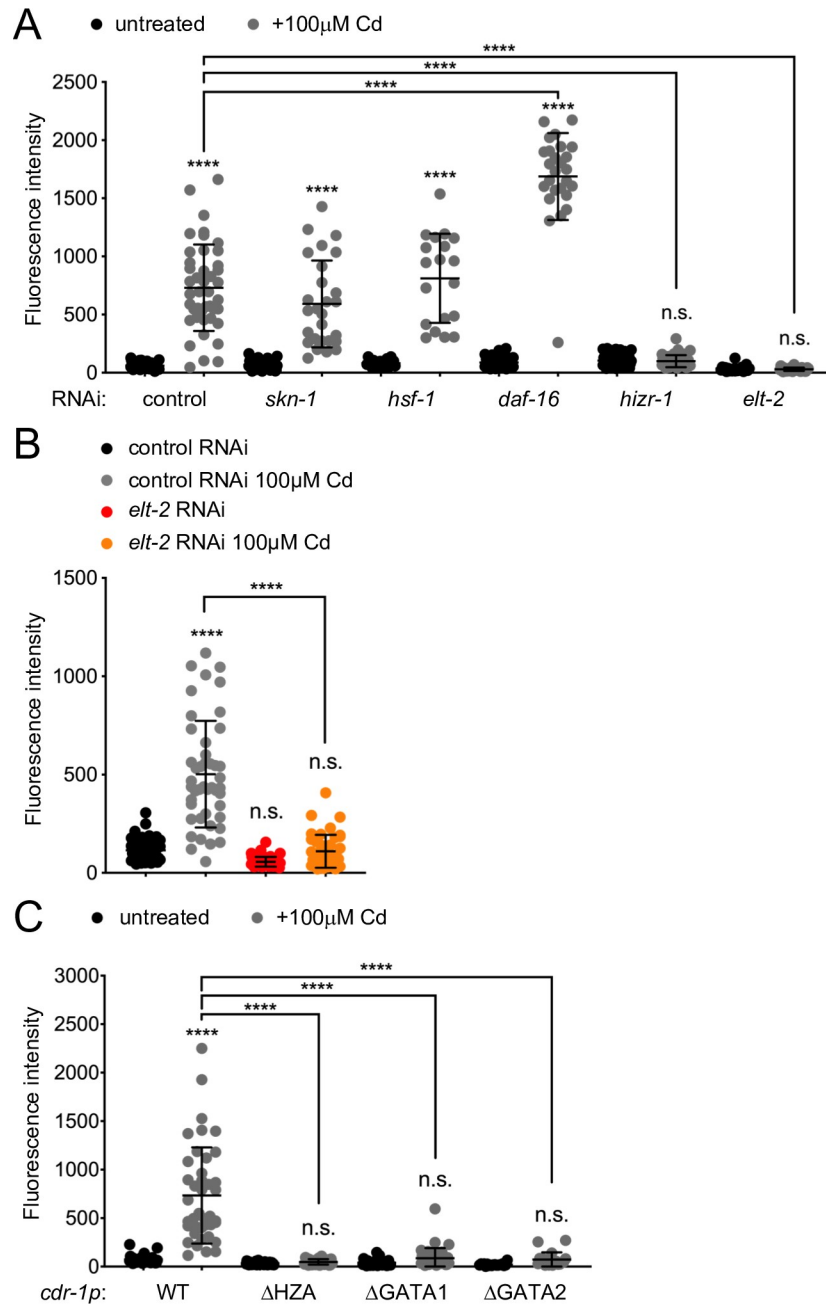 A
untreated +100μM Cd
****
****
****
****
****
****
****
n.s.
n.s.
2500
2000
1500
1000
500
0
Fluorescence intensity
RNAi: control skn-1 hsf-1 daf-16 hizr-1 elt-2
B
control RNAi
control RNAi 100μM Cd
elt-2 RNAi
elt-2 RNAi 100μM Cd
****
****
n.s.
n.s.
1500
1000
500
0
Fluorescence intensity
C
untreated +100μM Cd
****
****
****
****
n.s.
n.s.
n.s.
3000
2500
2000
1500
1000
500
0
Fluorescence intensity
cdr-1p: WT ΔHZA ΔGATA1 ΔGATA2